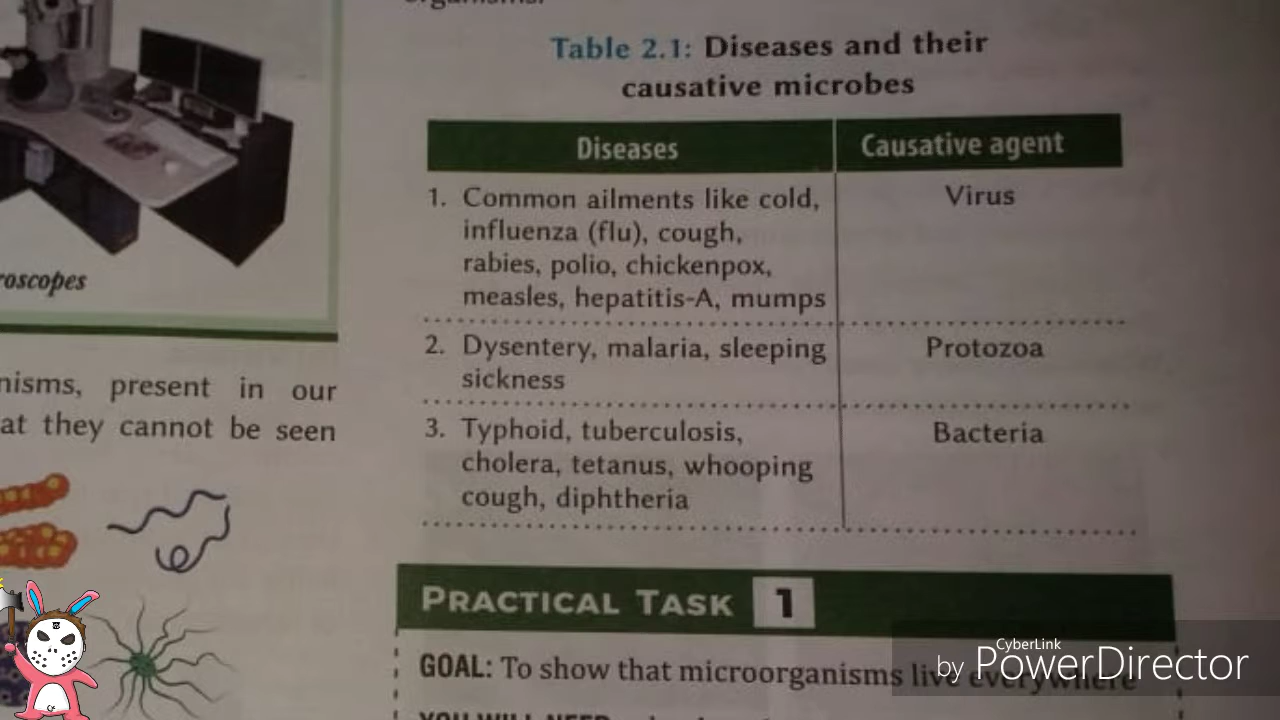 Table 2.1: Diseases and their
causative microbes
Diseases
Causative agent
1. Common ailments like cold,
influenza (flu), cough,
rabies, polio, chickenpox,
measles, hepatitis-A, mumps
Virus
2. Dysentery, malaria, sleeping
sickness
Protozoa
3. Typhoid, tuberculosis,
cholera, tetanus, whooping
cough, diphtheria
Bacteria
roscopes
nisms, present in our
at they cannot be seen
PRACTICAL TASK 1
GOAL: To show that microorganisms live everywhere
CyberLink
by PowerDirector